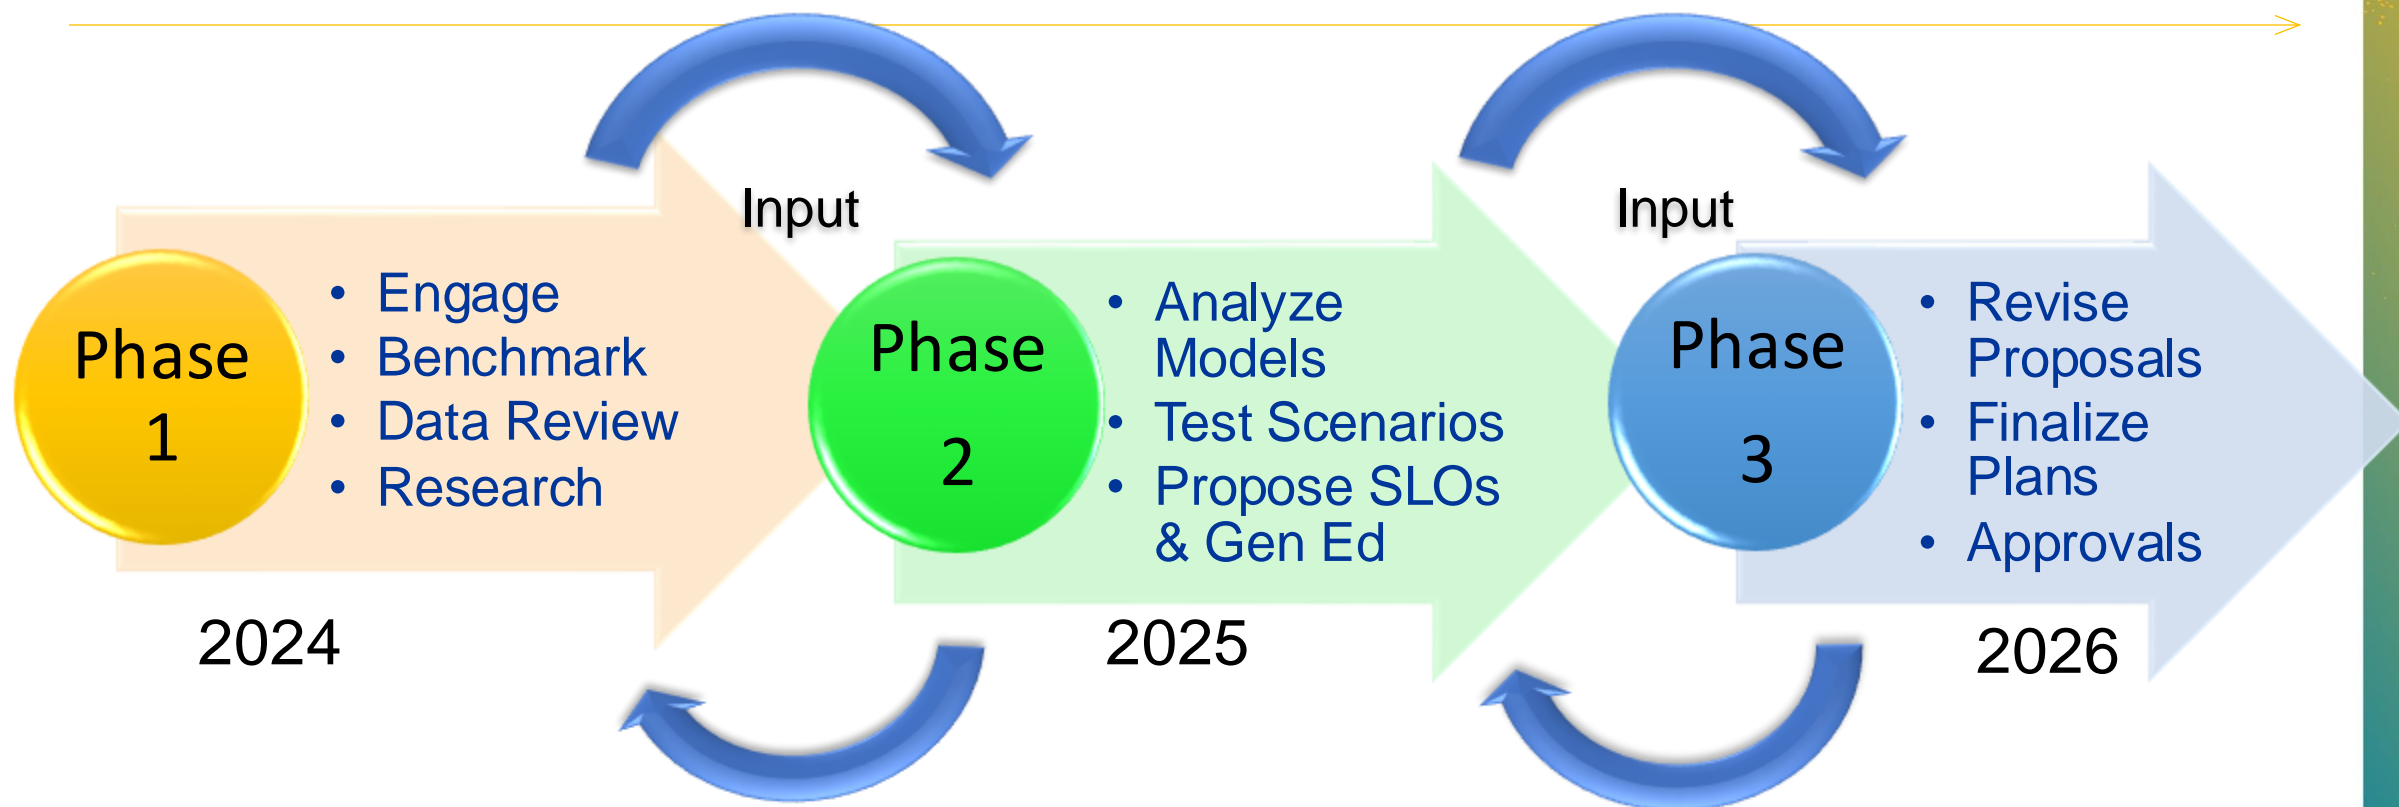 Input
Input
Phase
1
• Engage
• Benchmark
• Data Review
• Research
2024
Phase
2
• Analyze
Models
• Test Scenarios
• Propose SLOs
& Gen Ed
2025
Phase
3
• Revise
Proposals
• Finalize
Plans
• Approvals
2026